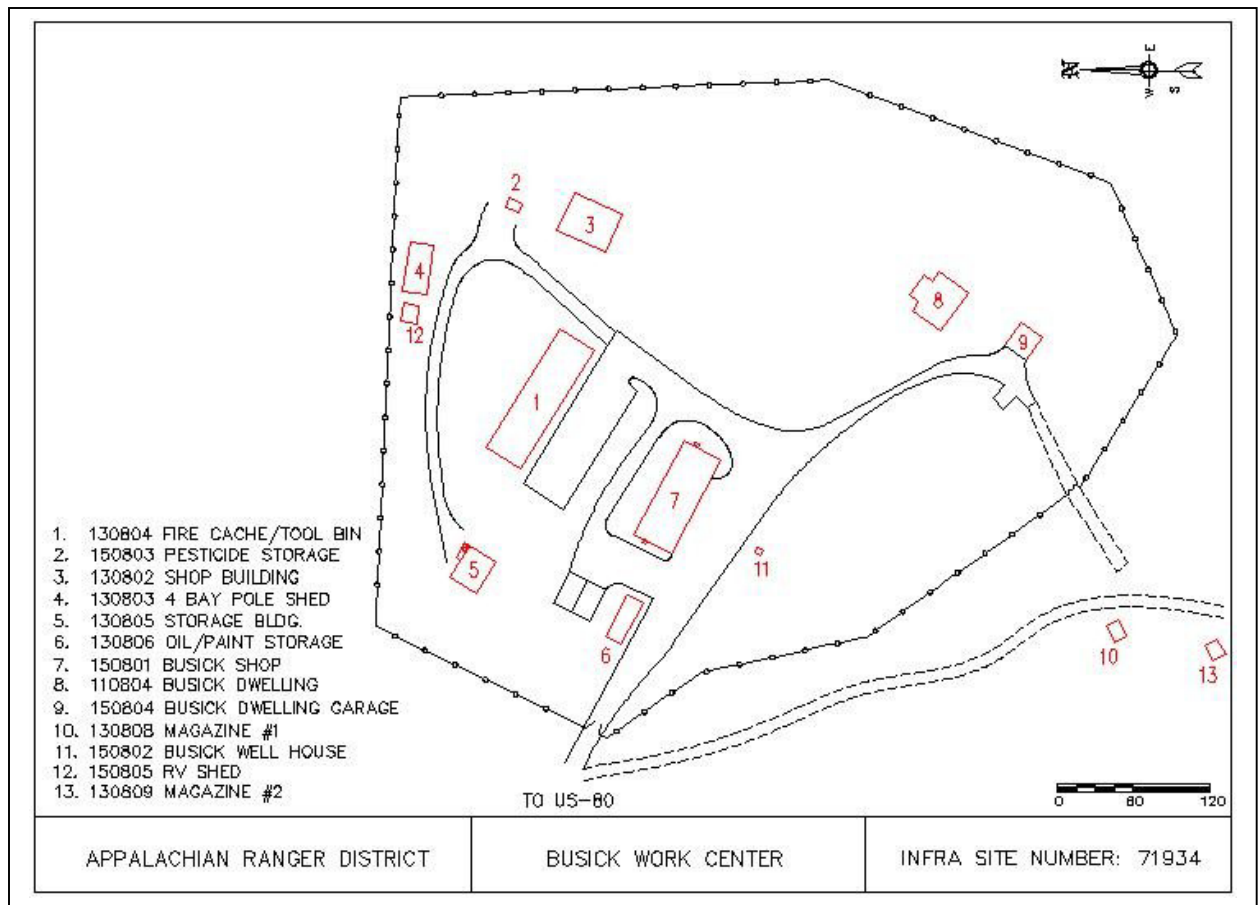 N
E
W
S
2
3
4
12
8
9
1
7
5
11
6
10
13
1. 130804 FIRE CACHE/TOOL BIN
2. 150803 PESTICIDE STORAGE
3. 130802 SHOP BUILDING
4. 130803 4 BAY POLE SHED
5. 130805 STORAGE BLDG.
6. 130806 OIL/PAINT STORAGE
7. 150801 BUSICK SHOP
8. 110804 BUSICK DWELLING
9. 150804 BUSICK DWELLING GARAGE
10. 130808 MAGAZINE #1
11. 150802 BUSICK WELL HOUSE
12. 150805 RV SHED
13. 130809 MAGAZINE #2
TO US-80
0 60 120
APPALACHIAN RANGER DISTRICT
BUSICK WORK CENTER
INFRA SITE NUMBER: 71934